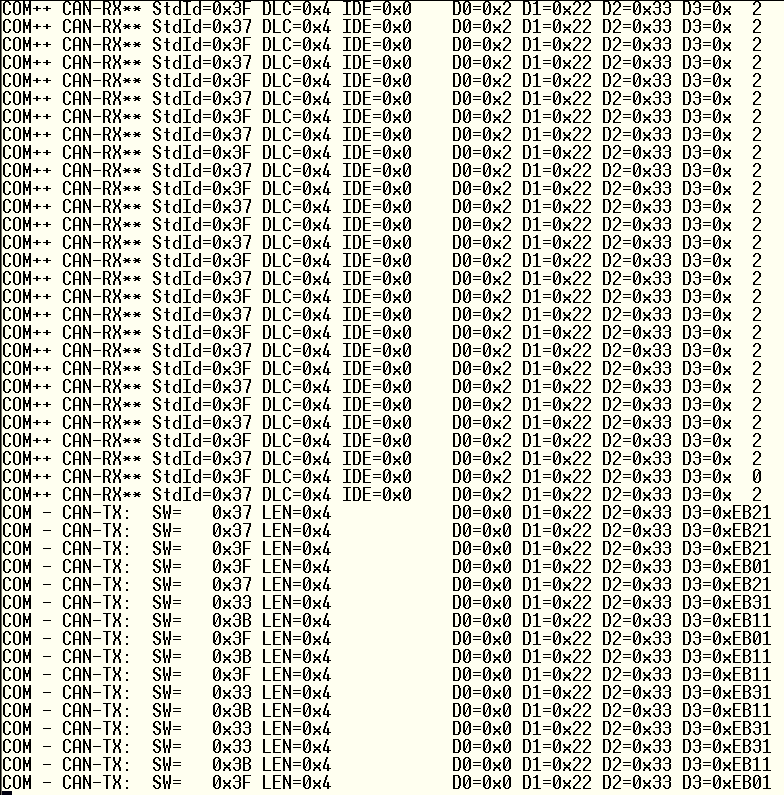 COM++ CAN-RX** StdId=0x3F DLC=0x4 IDE=0x0    D0=0x2 D1=0x22 D2=0x33 D3=0x  2
COM++ CAN-RX** StdId=0x37 DLC=0x4 IDE=0x0    D0=0x2 D1=0x22 D2=0x33 D3=0x  2
COM++ CAN-RX** StdId=0x3F DLC=0x4 IDE=0x0    D0=0x2 D1=0x22 D2=0x33 D3=0x  2
COM++ CAN-RX** StdId=0x37 DLC=0x4 IDE=0x0    D0=0x2 D1=0x22 D2=0x33 D3=0x  2
COM++ CAN-RX** StdId=0x3F DLC=0x4 IDE=0x0    D0=0x2 D1=0x22 D2=0x33 D3=0x  2
COM++ CAN-RX** StdId=0x37 DLC=0x4 IDE=0x0    D0=0x2 D1=0x22 D2=0x33 D3=0x  2
COM++ CAN-RX** StdId=0x3F DLC=0x4 IDE=0x0    D0=0x2 D1=0x22 D2=0x33 D3=0x  2
COM++ CAN-RX** StdId=0x37 DLC=0x4 IDE=0x0    D0=0x2 D1=0x22 D2=0x33 D3=0x  2
COM++ CAN-RX** StdId=0x3F DLC=0x4 IDE=0x0    D0=0x2 D1=0x22 D2=0x33 D3=0x  2
COM++ CAN-RX** StdId=0x37 DLC=0x4 IDE=0x0    D0=0x2 D1=0x22 D2=0x33 D3=0x  2
COM++ CAN-RX** StdId=0x3F DLC=0x4 IDE=0x0    D0=0x2 D1=0x22 D2=0x33 D3=0x  2
COM++ CAN-RX** StdId=0x37 DLC=0x4 IDE=0x0    D0=0x2 D1=0x22 D2=0x33 D3=0x  2
COM++ CAN-RX** StdId=0x3F DLC=0x4 IDE=0x0    D0=0x2 D1=0x22 D2=0x33 D3=0x  2
COM++ CAN-RX** StdId=0x37 DLC=0x4 IDE=0x0    D0=0x2 D1=0x22 D2=0x33 D3=0x  2
COM++ CAN-RX** StdId=0x3F DLC=0x4 IDE=0x0    D0=0x2 D1=0x22 D2=0x33 D3=0x  2
COM++ CAN-RX** StdId=0x37 DLC=0x4 IDE=0x0    D0=0x2 D1=0x22 D2=0x33 D3=0x  2
COM++ CAN-RX** StdId=0x3F DLC=0x4 IDE=0x0    D0=0x2 D1=0x22 D2=0x33 D3=0x  2
COM++ CAN-RX** StdId=0x37 DLC=0x4 IDE=0x0    D0=0x2 D1=0x22 D2=0x33 D3=0x  2
COM++ CAN-RX** StdId=0x3F DLC=0x4 IDE=0x0    D0=0x2 D1=0x22 D2=0x33 D3=0x  2
COM++ CAN-RX** StdId=0x37 DLC=0x4 IDE=0x0    D0=0x2 D1=0x22 D2=0x33 D3=0x  2
COM++ CAN-RX** StdId=0x3F DLC=0x4 IDE=0x0    D0=0x2 D1=0x22 D2=0x33 D3=0x  2
COM++ CAN-RX** StdId=0x37 DLC=0x4 IDE=0x0    D0=0x2 D1=0x22 D2=0x33 D3=0x  2
COM++ CAN-RX** StdId=0x3F DLC=0x4 IDE=0x0    D0=0x2 D1=0x22 D2=0x33 D3=0x  2
COM++ CAN-RX** StdId=0x37 DLC=0x4 IDE=0x0    D0=0x2 D1=0x22 D2=0x33 D3=0x  2
COM++ CAN-RX** StdId=0x3F DLC=0x4 IDE=0x0    D0=0x2 D1=0x22 D2=0x33 D3=0x  2
COM++ CAN-RX** StdId=0x37 DLC=0x4 IDE=0x0    D0=0x2 D1=0x22 D2=0x33 D3=0x  2
COM++ CAN-RX** StdId=0x3F DLC=0x4 IDE=0x0    D0=0x2 D1=0x22 D2=0x33 D3=0x  0
COM++ CAN-RX** StdId=0x37 DLC=0x4 IDE=0x0    D0=0x2 D1=0x22 D2=0x33 D3=0x  2
COM - CAN-TX:  SW=   0x37 LEN=0x4            D0=0x0 D1=0x22 D2=0x33 D3=0xEB21
COM - CAN-TX:  SW=   0x37 LEN=0x4            D0=0x0 D1=0x22 D2=0x33 D3=0xEB21
COM - CAN-TX:  SW=   0x3F LEN=0x4            D0=0x0 D1=0x22 D2=0x33 D3=0xEB21
COM - CAN-TX:  SW=   0x3F LEN=0x4            D0=0x0 D1=0x22 D2=0x33 D3=0xEB01
COM - CAN-TX:  SW=   0x37 LEN=0x4            D0=0x0 D1=0x22 D2=0x33 D3=0xEB21
COM - CAN-TX:  SW=   0x33 LEN=0x4            D0=0x0 D1=0x22 D2=0x33 D3=0xEB31
COM - CAN-TX:  SW=   0x3B LEN=0x4            D0=0x0 D1=0x22 D2=0x33 D3=0xEB11
COM - CAN-TX:  SW=   0x3F LEN=0x4            D0=0x0 D1=0x22 D2=0x33 D3=0xEB01
COM - CAN-TX:  SW=   0x3B LEN=0x4            D0=0x0 D1=0x22 D2=0x33 D3=0xEB11
COM - CAN-TX:  SW=   0x3F LEN=0x4            D0=0x0 D1=0x22 D2=0x33 D3=0xEB11
COM - CAN-TX:  SW=   0x33 LEN=0x4            D0=0x0 D1=0x22 D2=0x33 D3=0xEB31
COM - CAN-TX:  SW=   0x3B LEN=0x4            D0=0x0 D1=0x22 D2=0x33 D3=0xEB11
COM - CAN-TX:  SW=   0x33 LEN=0x4            D0=0x0 D1=0x22 D2=0x33 D3=0xEB31
COM - CAN-TX:  SW=   0x33 LEN=0x4            D0=0x0 D1=0x22 D2=0x33 D3=0xEB31
COM - CAN-TX:  SW=   0x3B LEN=0x4            D0=0x0 D1=0x22 D2=0x33 D3=0xEB11
COM - CAN-TX:  SW=   0x3F LEN=0x4            D0=0x0 D1=0x22 D2=0x33 D3=0xEB01